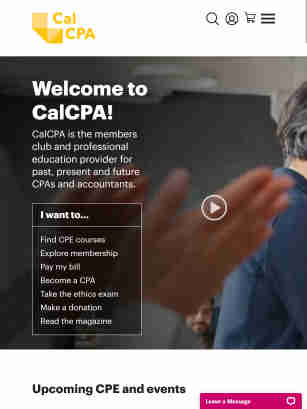 Cal
CPA
Welcome to
CalCPA!
CalCPA is the members
club and professional
education provider for
past, present and future
CPAs and accountants.
I want to...
Find CPE courses
Explore membership
Pay my bill
Become a CPA
Take the ethics exam
Make a donation
Read the magazine
Upcoming CPE and events
Leave a Message